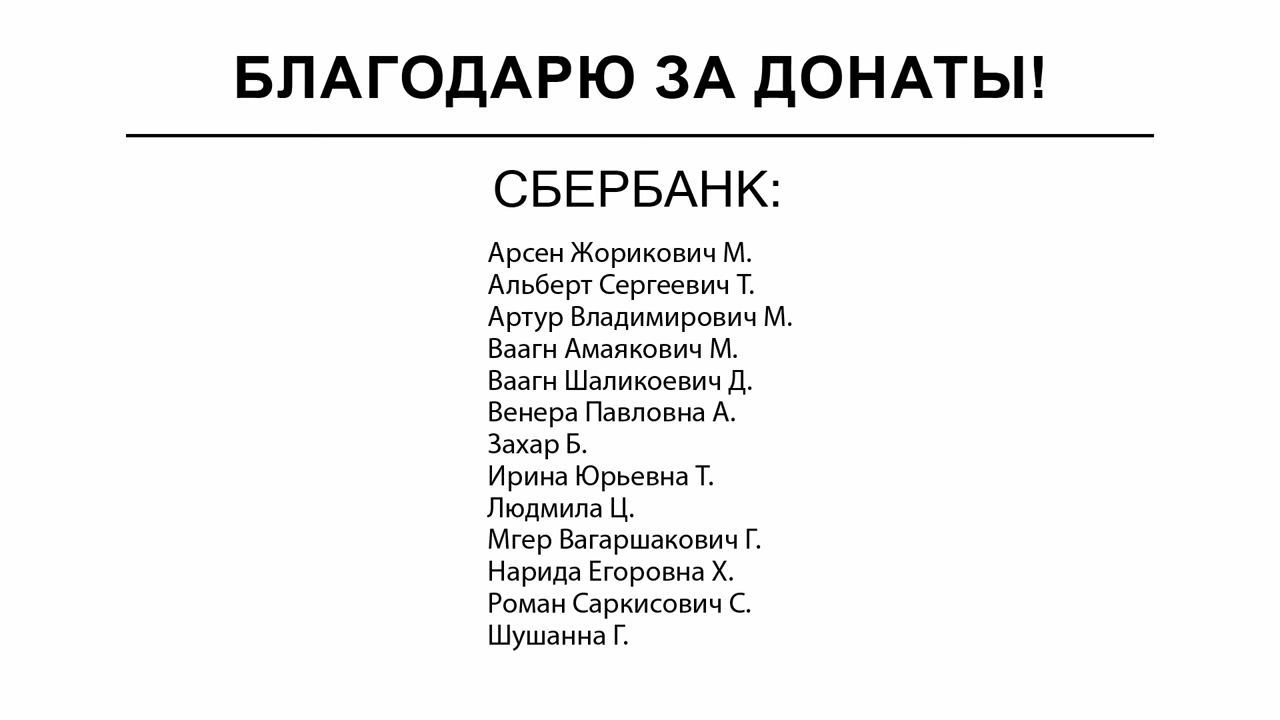 БЛАГОДАРЮ ЗА ДОНАТЫ!
СБЕРБАНК:
Арсен Жорикович М.
Альберт Сергеевич Т.
Артур Владимирович М.
Ваагн Амаякович М.
Ваагн Шаликоевич Д.
Венера Павловна А.
Захар Б.
Ирина Юрьевна Т.
Людмила Ц.
Мгер Вагаршакович Г.
Нарида Егоровна Х.
Роман Саркисович С.
Шушанна Г.